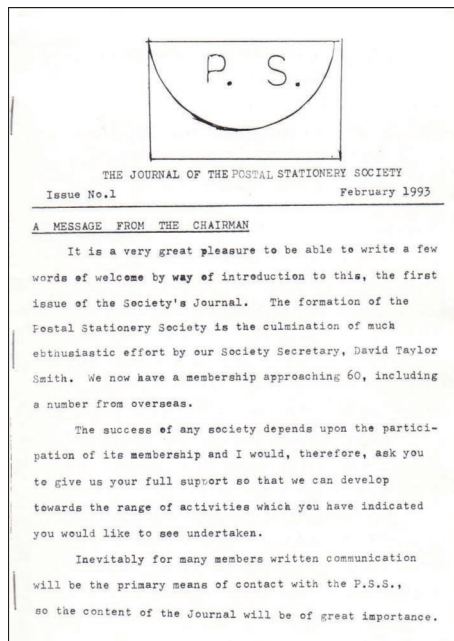 P. S.
THE JOURNAL OF THE POSTAL STATIONERY SOCIETY
Issue No.1 February 1993
A MESSAGE FROM THE CHAIRMAN
It is a very great pleasure to be able to write a few
words of welcome by way of introduction to this, the first
issue of the Society's Journal. The formation of the
Postal Stationery Society is the culmination of much
ebthusiastic effort by our Society Secretary, David Taylor
Smith. We now have a membership approaching 60, including
a number from overseas.
The success of any society depends upon the partici-
pation of its membership and I would, therefore, ask you
to give us your full support so that we can develop
towards the range of activities which you have indicated
you would like to see undertaken.
Inevitably for many members written communication
will be the primary means of contact with the P.S.S.,
so the content of the Journal will be of great importance.